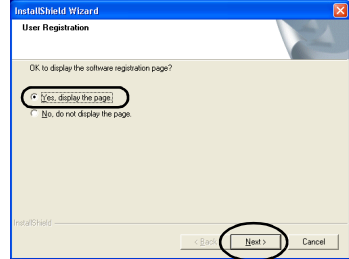 InstallShield Wizard
User Registration
OK to display the software registration page?
Yes, display the page.
No, do not display the page.
InstallShield
< Back Next > Cancel